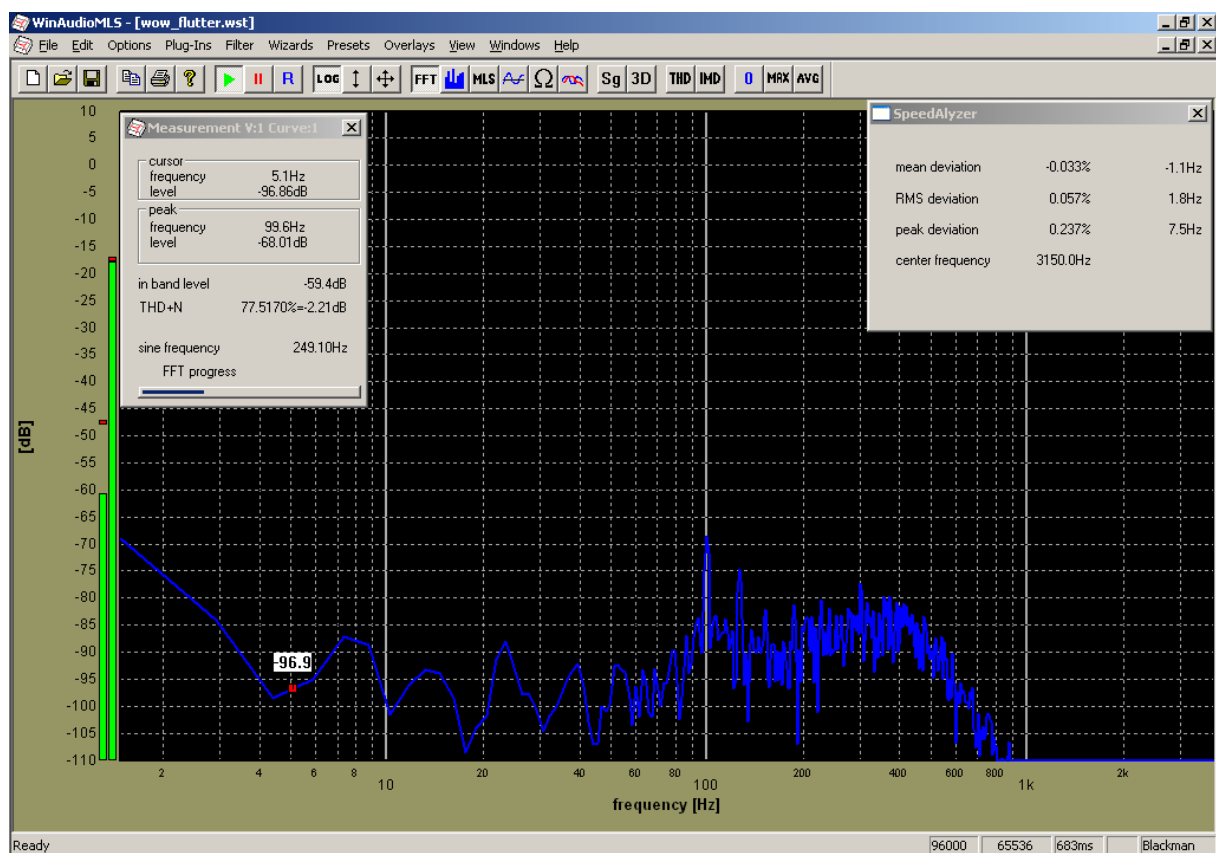 WinAudioMLS - [wow_flutter.wst]
File Edit Options Plug-Ins Filter Wizards Presets Overlays View Windows Help
R LOG FFT MLS Ω Sg 3D THD IMD 0 MAX AVG
Measurement V:1 Curve:1
cursor
frequency 5.1Hz
level -96.86dB
peak
frequency 99.6Hz
level -68.01dB
in band level -59.4dB
THD+N 77.5170%=-2.21dB
sine frequency 249.10Hz
FFT progress
SpeedAlyzer
mean deviation -0.033% -1.1Hz
RMS deviation 0.057% 1.8Hz
peak deviation 0.237% 7.5Hz
center frequency 3150.0Hz
10
5
0
-5
-10
-15
-20
-25
-30
-35
-40
-45
-50
-55
-60
-65
-70
-75
-80
-85
-90
-95
-100
-105
-110
[dB]
-96.9
2 4 6 8 10 20 40 60 80 100 200 400 600 800 1k 2k
frequency [Hz]
Ready 96000 65536 683ms Blackman